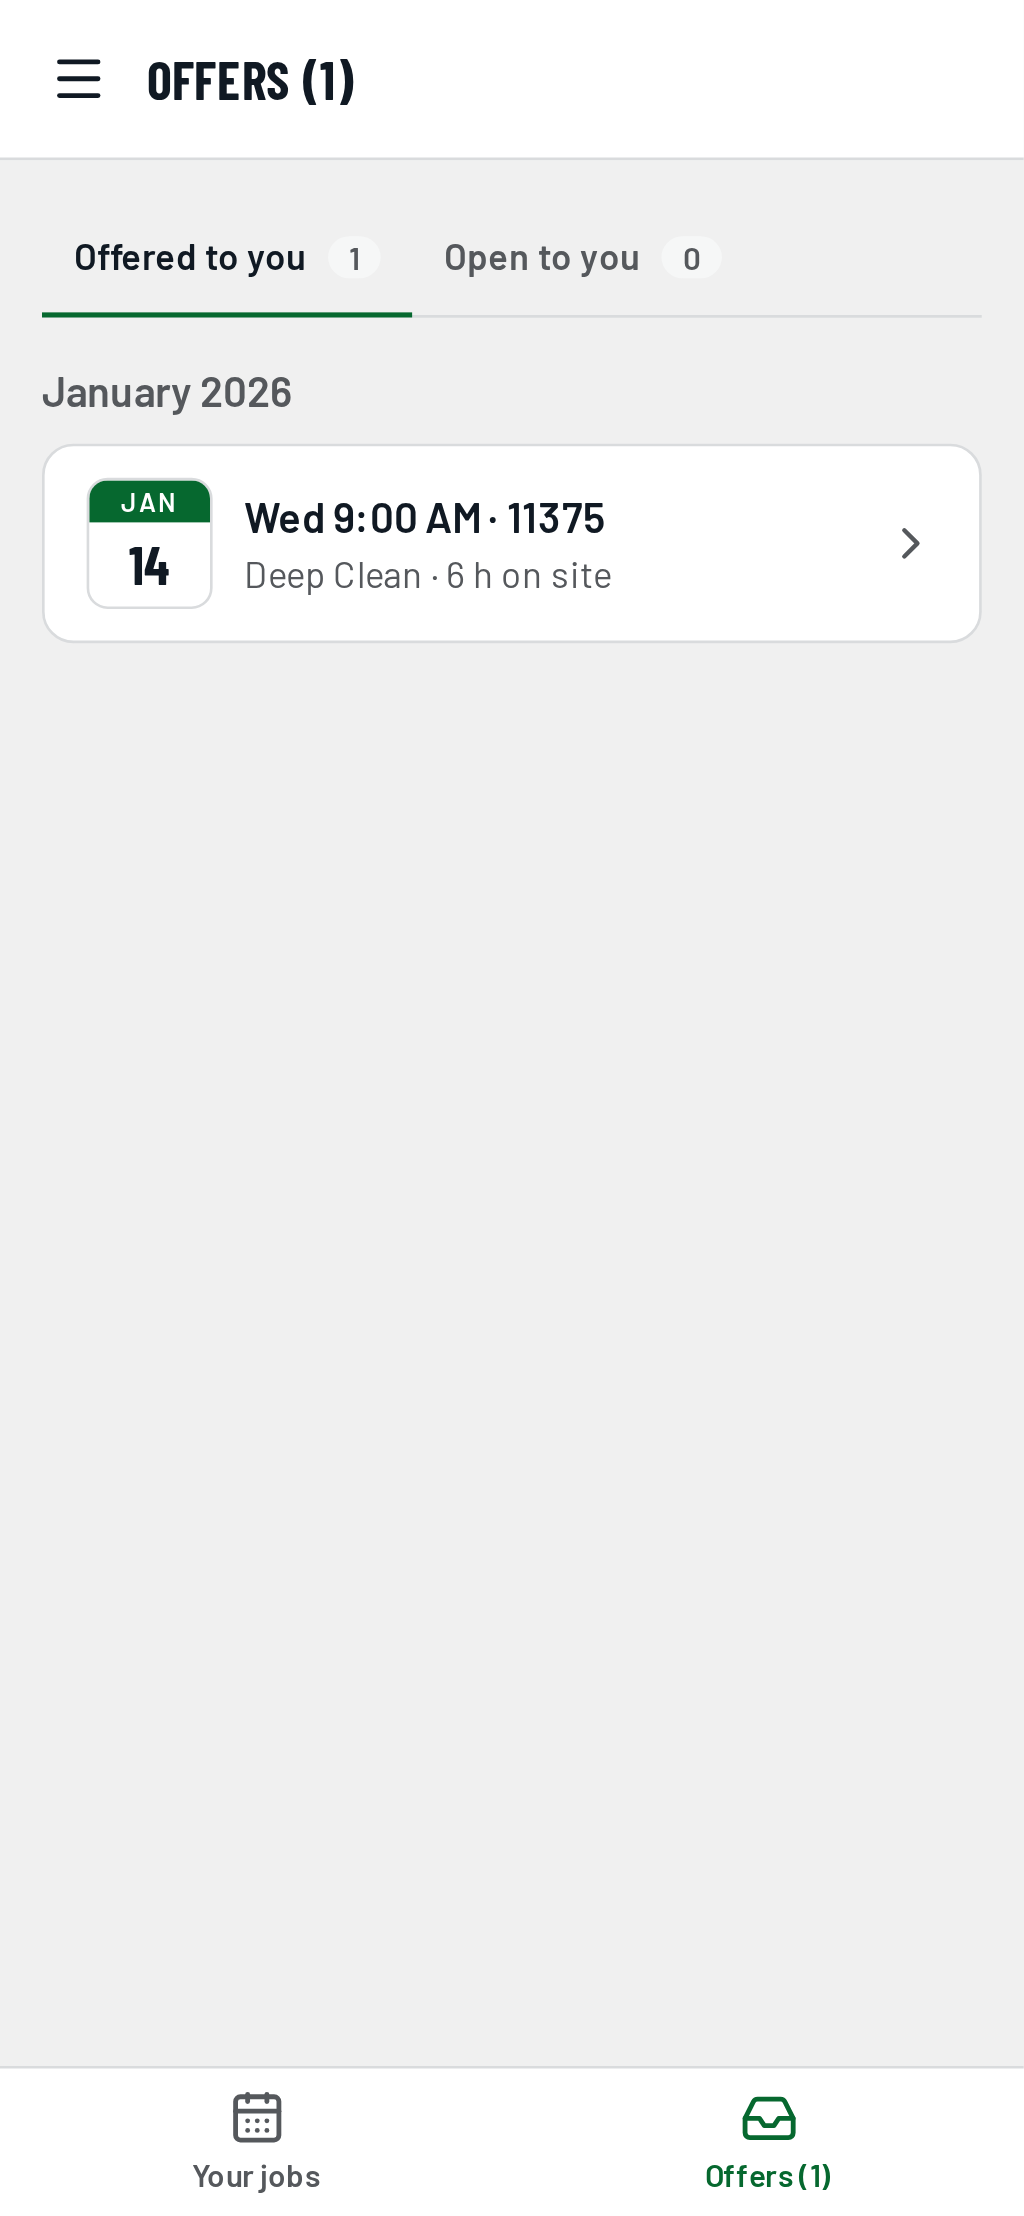 OFFERS (1)
Offered to you 1 Open to you 0
January 2026
JAN
14
Wed 9:00 AM · 11375
Deep Clean · 6 h on site
Your jobs Offers (1)